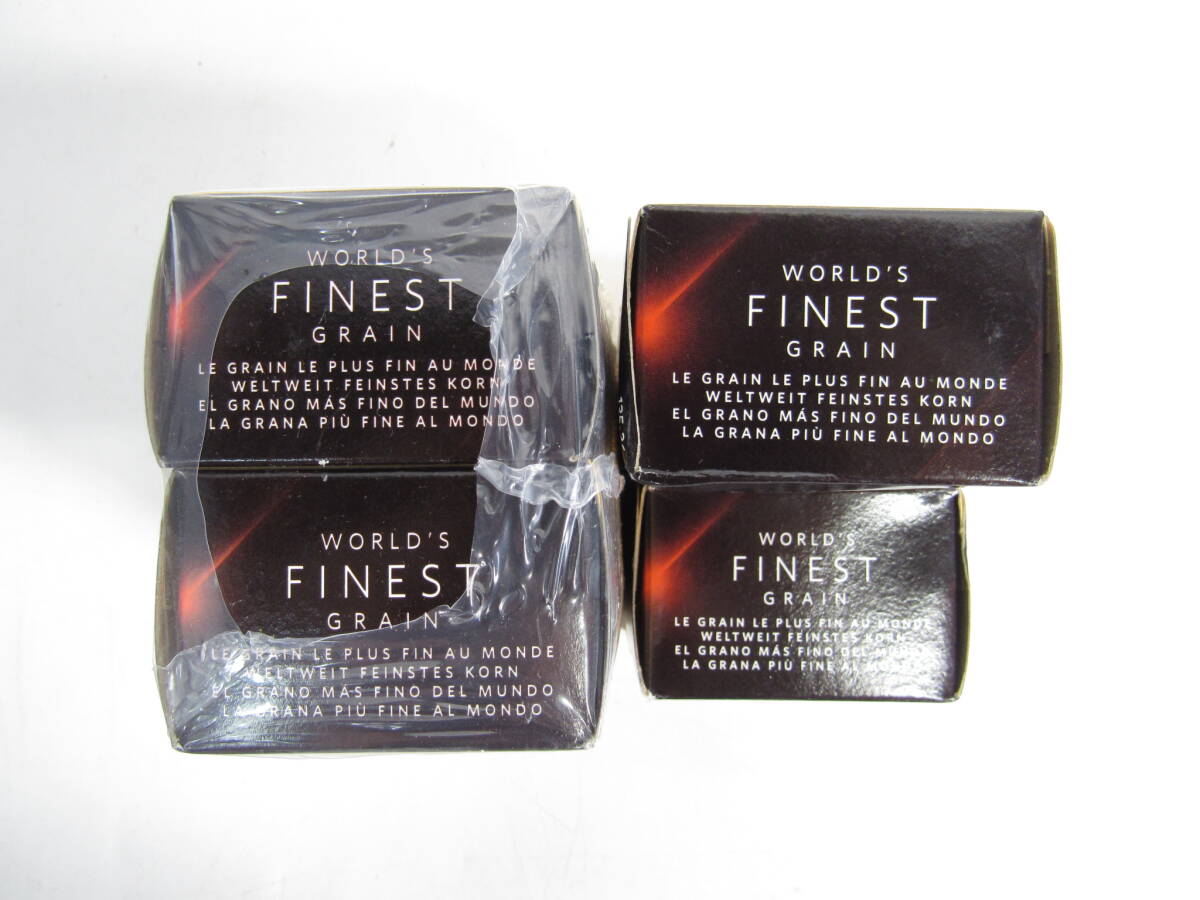 WORLD'S
FINEST
GRAIN
LE GRAIN LE PLUS FIN AU MONDE
WELTWEIT FEINSTES KORN
EL GRANO MÁS FINO DEL MUNDO
LA GRANA PIÙ FINE AL MONDO
WORLD'S
FINEST
GRAIN
LE GRAIN LE PLUS FIN AU MONDE
WELTWEIT FEINSTES KORN
EL GRANO MÁS FINO DEL MUNDO
LA GRANA PIÙ FINE AL MONDO
WORLD'S
FINEST
GRAIN
LE GRAIN LE PLUS FIN AU MONDE
WELTWEIT FEINSTES KORN
EL GRANO MÁS FINO DEL MUNDO
LA GRANA PIÙ FINE AL MONDO
WORLD'S
FINEST
GRAIN
LE GRAIN LE PLUS FIN AU MONDE
WELTWEIT FEINSTES KORN
EL GRANO MÁS FINO DEL MUNDO
LA GRANA PIÙ FINE AL MONDO